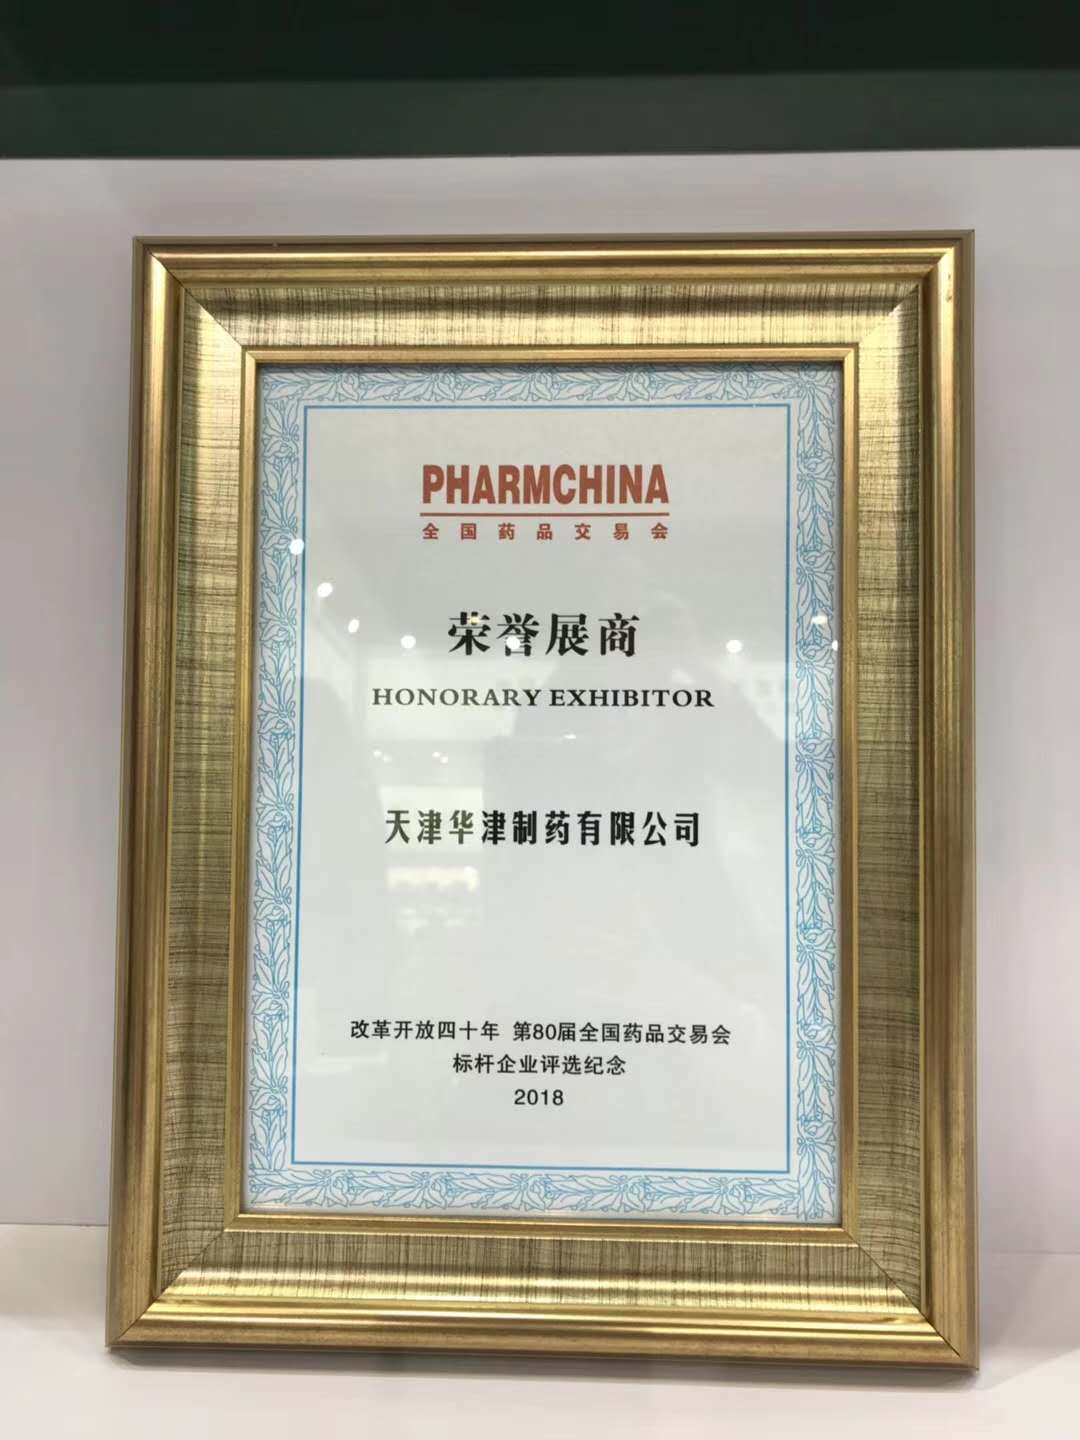 PHARMCHINA
全国药品交易会
荣誉展商
HONORARY EXHIBITOR
天津华津制药有限公司
改革开放四十年 第80届全国药品交易会
标杆企业评选纪念
2018